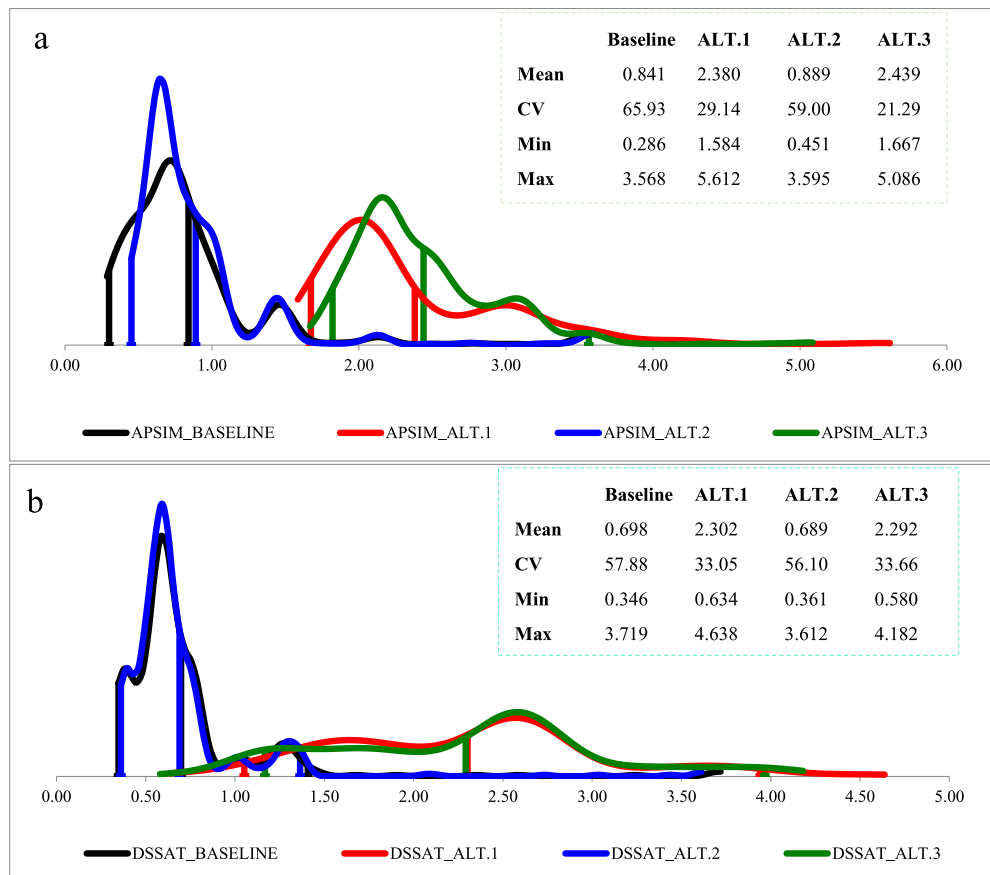 a
Baseline ALT.1 ALT.2 ALT.3
Mean 0.841 2.380 0.889 2.439
CV 65.93 29.14 59.00 21.29
Min 0.286 1.584 0.451 1.667
Max 3.568 5.612 3.595 5.086
0.00 1.00 2.00 3.00 4.00 5.00 6.00
APSIM_BASELINE APSIM_ALT.1 APSIM_ALT.2 APSIM_ALT.3
b
Baseline ALT.1 ALT.2 ALT.3
Mean 0.698 2.302 0.689 2.292
CV 57.88 33.05 56.10 33.66
Min 0.346 0.634 0.361 0.580
Max 3.719 4.638 3.612 4.182
0.00 0.50 1.00 1.50 2.00 2.50 3.00 3.50 4.00 4.50 5.00
DSSAT_BASELINE DSSAT_ALT.1 DSSAT_ALT.2 DSSAT_ALT.3